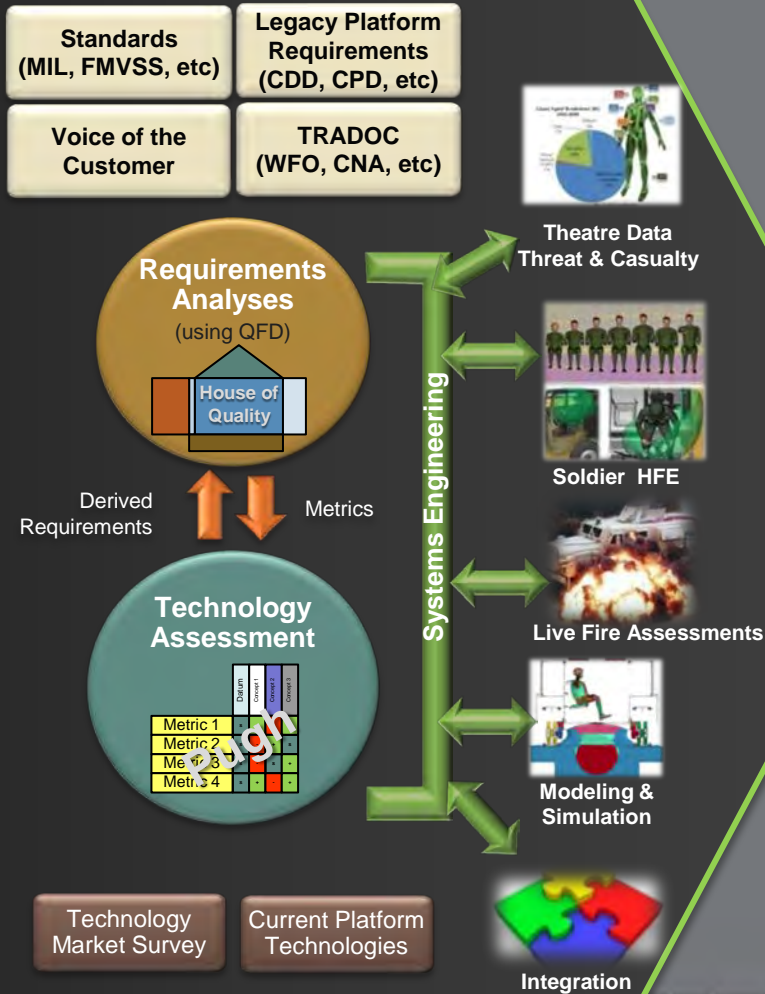 Standards
(MIL, FMVSS, etc)
Legacy Platform
Requirements
(CDD, CPD, etc)
Voice of the
Customer
TRADOC
(WFO, CNA, etc)
Theatre Data
Threat & Casualty
Requirements
Analyses
(using QFD)
House of
Quality
Soldier HFE
Derived
Requirements
Metrics
Systems Engineering
Live Fire Assessments
Technology
Assessment
Datum
Concept 1
Concept 2
Concept 3
Metric 1
Metric 2
Metric 3
Metric 4
Pugh
Modeling &
Simulation
Technology
Market Survey
Current Platform
Technologies
Integration